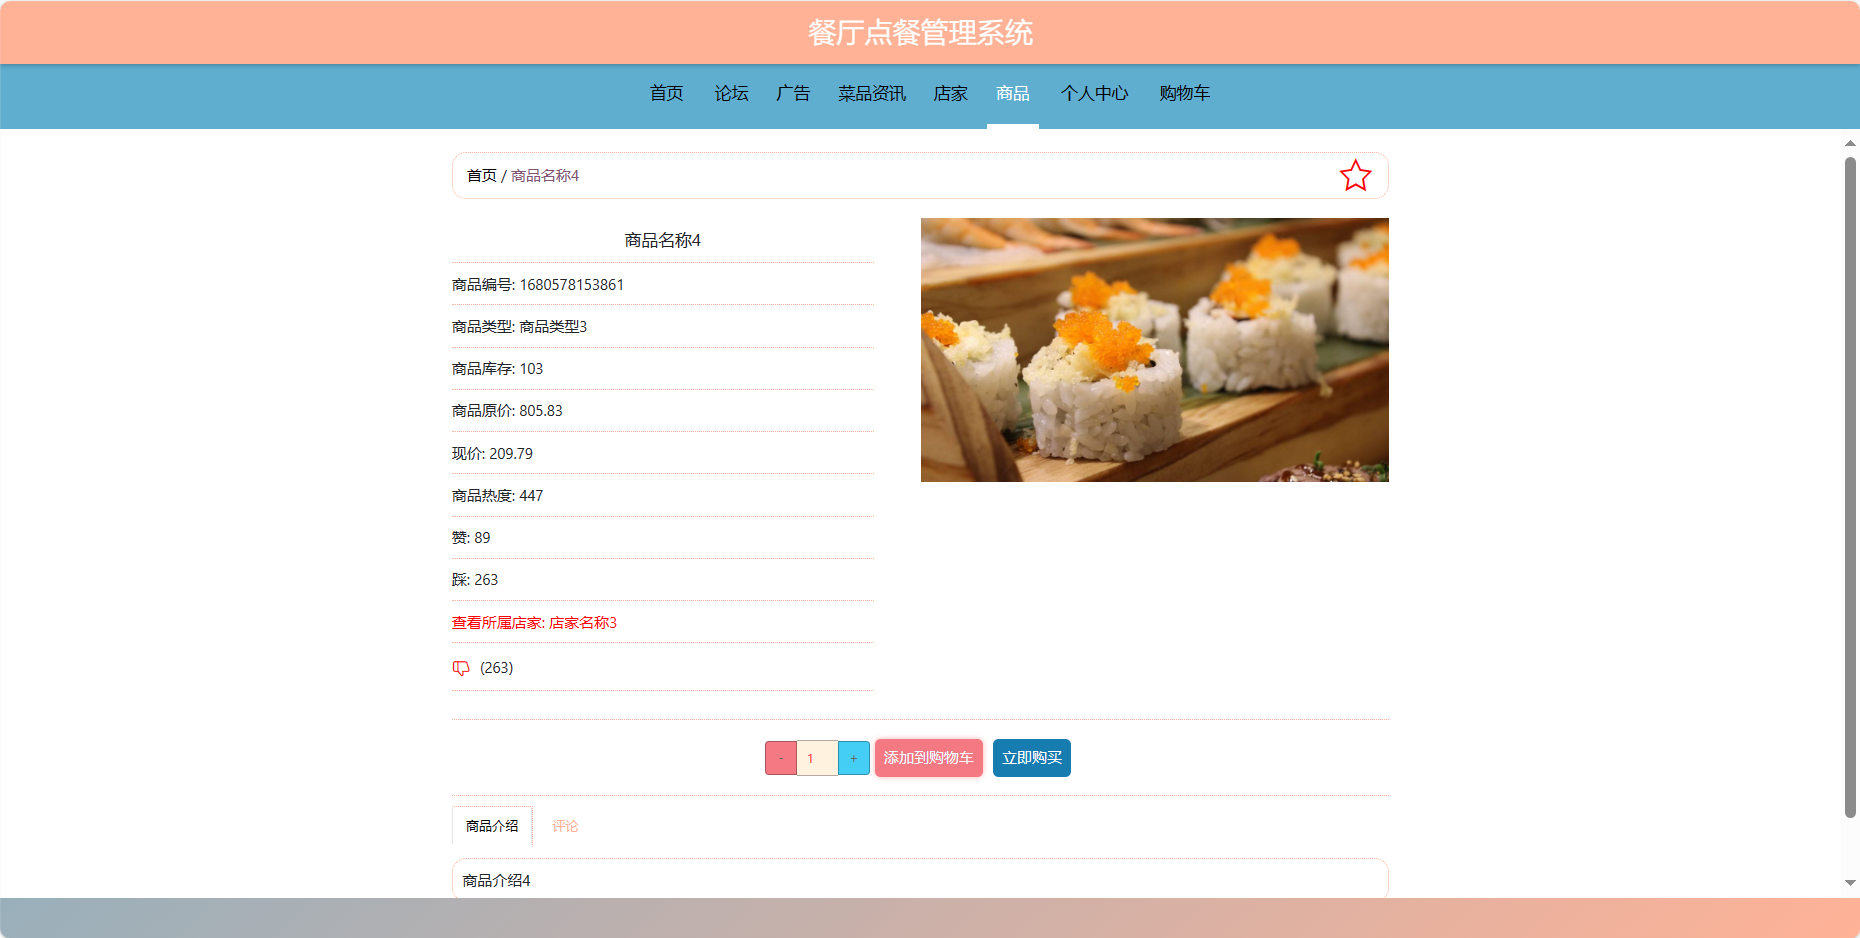 餐厅点餐管理系统
首页 论坛 广告 菜品资讯 店家 商品 个人中心 购物车
首页 / 商品名称4
商品名称4
商品编号: 1680578153861
商品类型: 商品类型3
商品库存: 103
商品原价: 805.83
现价: 209.79
商品热度: 447
赞: 89
踩: 263
查看所属店家: 店家名称3
(263)
- 1 + 添加到购物车 立即购买
商品介绍 评论
商品介绍4